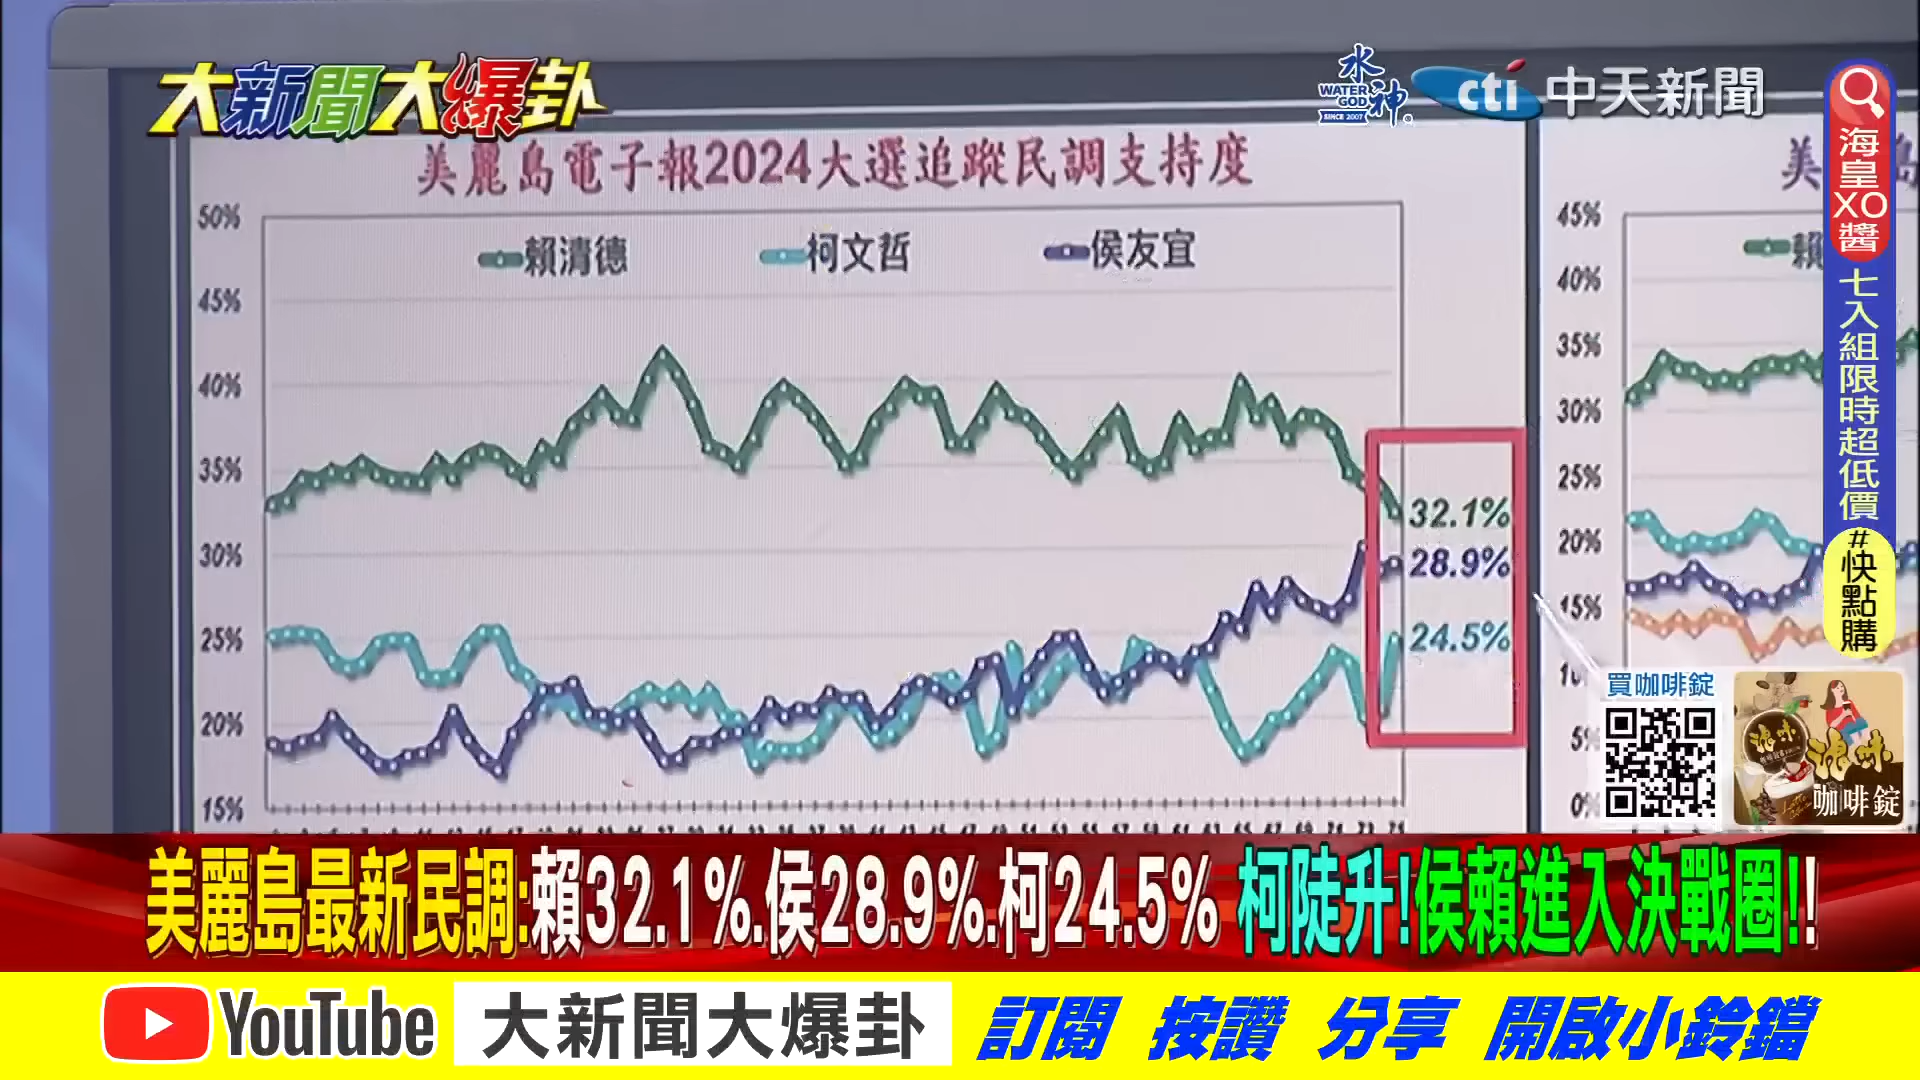 大新聞大爆卦
水神
WATER GOD
SINCE 2007
cti 中天新聞
海皇XO醬
七入組限時超低價
#快點購
美麗島電子報2024大選追蹤民調支持度
賴清德 柯文哲 侯友宜
50%
45%
40%
35%
30%
25%
20%
15%
32.1%
28.9%
24.5%
美
賴
45%
40%
35%
30%
25%
20%
15%
5%
0%
買咖啡錠
咖啡錠
美麗島最新民調:賴32.1%.侯28.9%.柯24.5% 柯陡升!侯賴進入決戰圈!!
YouTube 大新聞大爆卦 訂閱 按讚 分享 開啟小鈴鐺